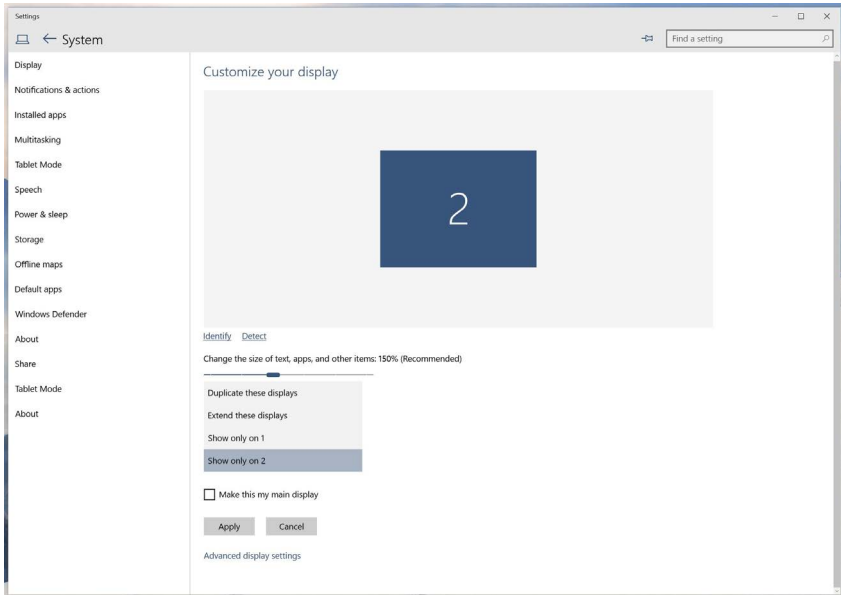 Settings
System
Find a setting
Display
Notifications & actions
Installed apps
Multitasking
Tablet Mode
Speech
Power & sleep
Storage
Offline maps
Default apps
Windows Defender
About
Share
Tablet Mode
About
Customize your display
2
Identify Detect
Change the size of text, apps, and other items: 150% (Recommended)
Duplicate these displays
Extend these displays
Show only on 1
Show only on 2
Make this my main display
Apply Cancel
Advanced display settings